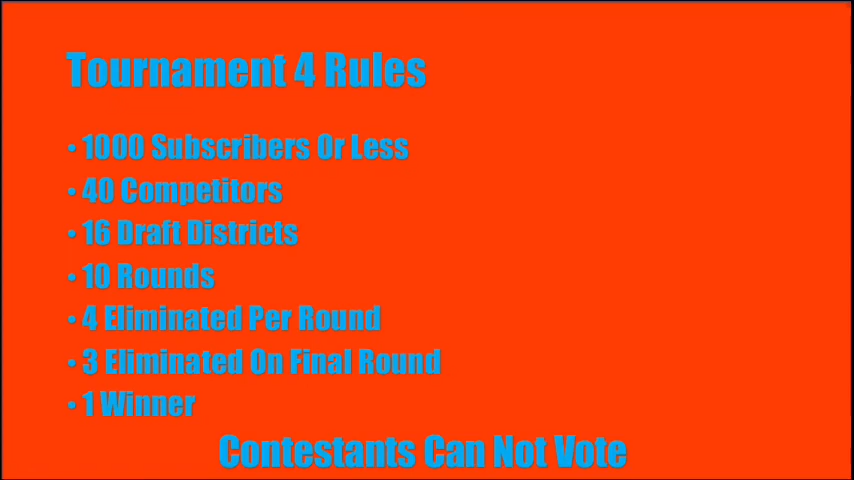 Tournament 4 Rules
• 1000 Subscribers Or Less
• 40 Competitors
• 16 Draft Districts
• 10 Rounds
• 4 Eliminated Per Round
• 3 Eliminated On Final Round
• 1 Winner
Contestants Can Not Vote